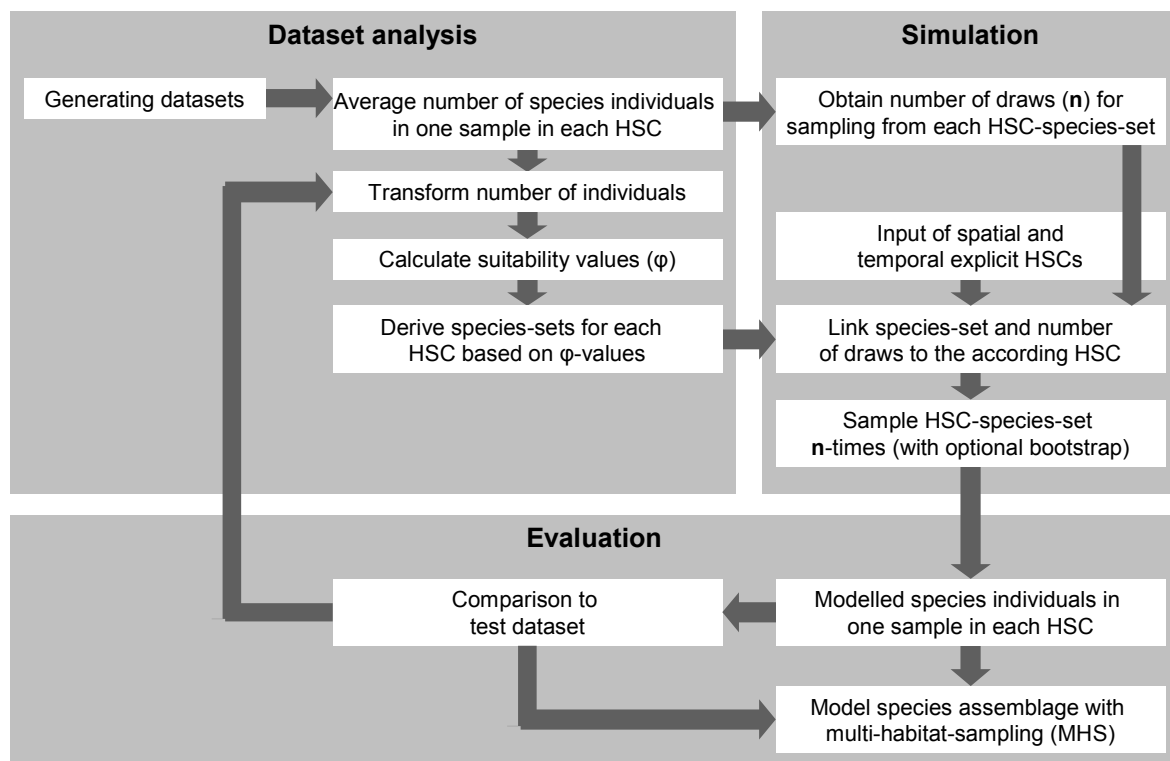 Dataset analysis
Generating datasets
Average number of species individuals
in one sample in each HSC
Transform number of individuals
Calculate suitability values (φ)
Derive species-sets for each
HSC based on φ-values
Simulation
Obtain number of draws (n) for
sampling from each HSC-species-set
Input of spatial and
temporal explicit HSCs
Link species-set and number
of draws to the according HSC
Sample HSC-species-set
n-times (with optional bootstrap)
Evaluation
Comparison to
test dataset
Modelled species individuals in
one sample in each HSC
Model species assemblage with
multi-habitat-sampling (MHS)